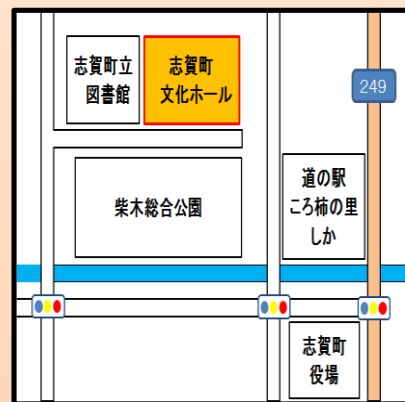 志賀町立
図書館
志賀町
文化ホール
249
柴木総合公園
道の駅
ころ柿の里
しか
志賀町
役場